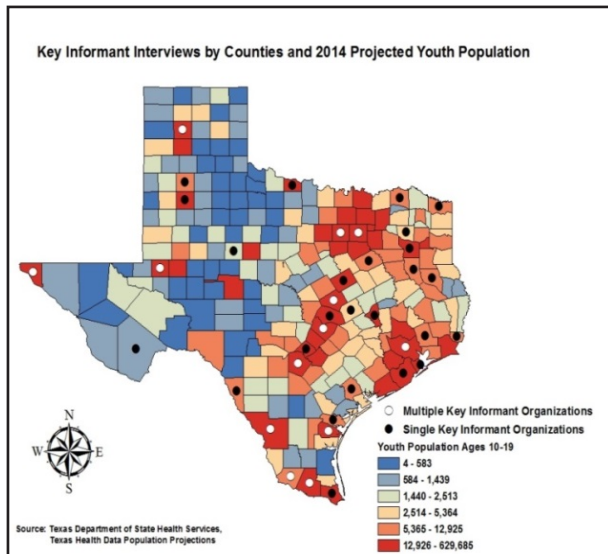 Key Informant Interviews by Counties and 2014 Projected Youth Population
N
W E
S
Multiple Key Informant Organizations
Single Key Informant Organizations
Youth Population Ages 10-19
4 - 583
584 - 1,439
1,440 - 2,513
2,514 - 5,364
5,365 - 12,925
12,926 - 629,685
Source: Texas Department of State Health Services,
Texas Health Data Population Projections